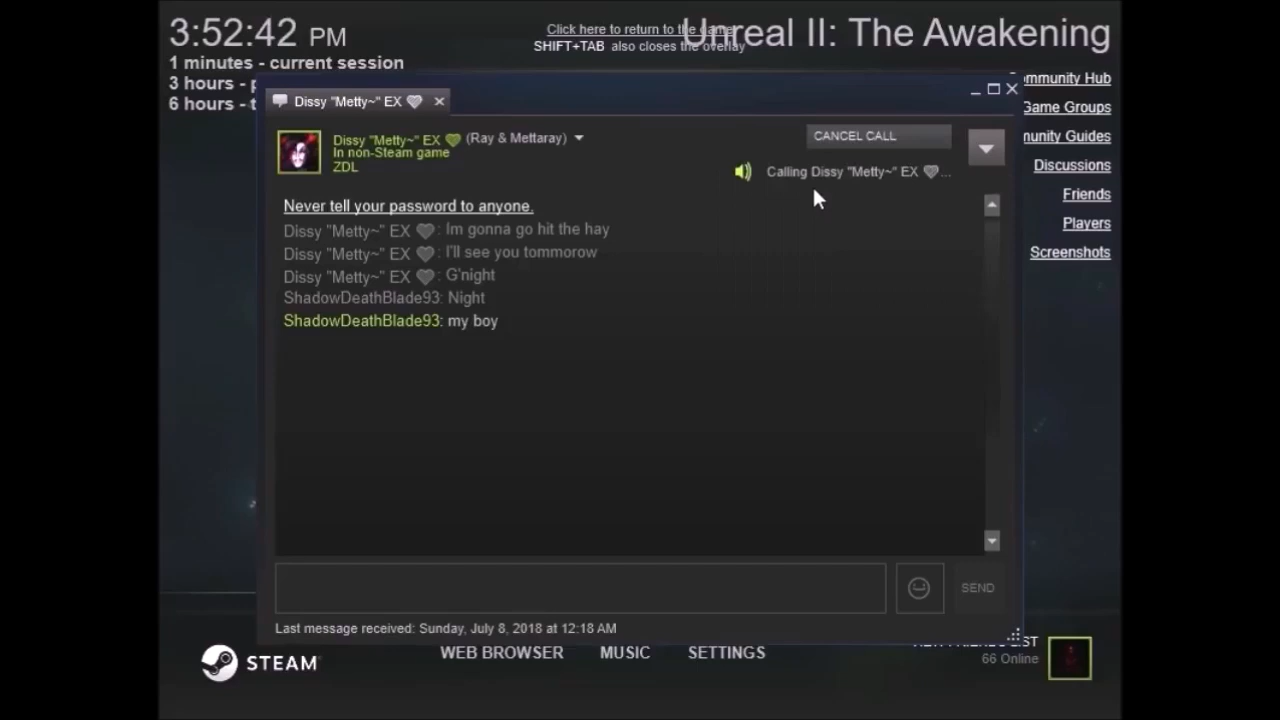 3:52:42 PM
Click here to return to the game
Unreal II: The Awakening
SHIFT+TAB also closes the overlay
1 minutes - current session
3 hours -
6 hours -
Dissy "Metty~" EX
mmunity Hub
Game Groups
munity Guides
Discussions
Friends
Players
Screenshots
Dissy "Metty~" EX (Ray & Mettaray)
In non-Steam game
ZDL
CANCEL CALL
Calling Dissy "Metty~" EX ...
Never tell your password to anyone.
Dissy "Metty~" EX : Im gonna go hit the hay
Dissy "Metty~" EX : I'll see you tommorow
Dissy "Metty~" EX : G'night
ShadowDeathBlade93: Night
ShadowDeathBlade93: my boy
SEND
Last message received: Sunday, July 8, 2018 at 12:18 AM
STEAM
WEB BROWSER MUSIC SETTINGS
66 Online